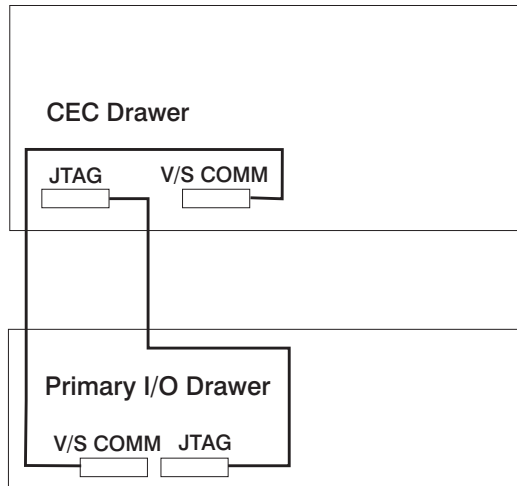 CEC Drawer
JTAG V/S COMM
Primary I/O Drawer
V/S COMM JTAG